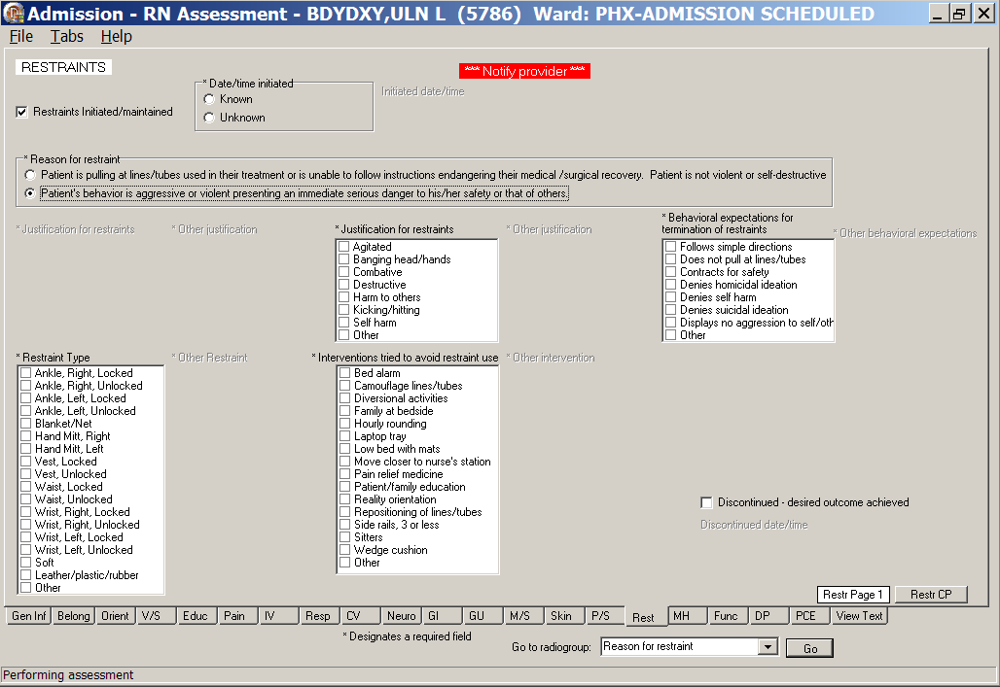 Admission - RN Assessment - BDYDXY,ULN L (5786) Ward: PHX-ADMISSION SCHEDULED
File Tabs Help
RESTRAINTS
*** Notify provider ***
* Date/time initiated
Initiated date/time
Known
Restraints Initiated/maintained
Unknown
* Reason for restraint
Patient is pulling at lines/tubes used in their treatment or is unable to follow instructions endangering their medical /surgical recovery. Patient is not violent or self-destructive
Patient's behavior is aggressive or violent presenting an immediate serious danger to his/her safety or that of others.
* Justification for restraints
* Other justification
* Justification for restraints
Agitated
Banging head/hands
Combative
Destructive
Harm to others
Kicking/hitting
Self harm
Other
* Other justification
* Behavioral expectations for
termination of restraints
Follows simple directions
Does not pull at lines/tubes
Contracts for safety
Denies homicidal ideation
Denies self harm
Denies suicidal ideation
Displays no aggression to self/oth
Other
* Other behavioral expectations
* Restraint Type
Ankle, Right, Locked
Ankle, Right, Unlocked
Ankle, Left, Locked
Ankle, Left, Unlocked
Blanket/Net
Hand Mitt, Right
Hand Mitt, Left
Vest, Locked
Vest, Unlocked
Waist, Locked
Waist, Unlocked
Wrist, Right, Locked
Wrist, Right, Unlocked
Wrist, Left, Locked
Wrist, Left, Unlocked
Soft
Leather/plastic/rubber
Other
* Other Restraint
* Interventions tried to avoid restraint use
Bed alarm
Camouflage lines/tubes
Diversional activities
Family at bedside
Hourly rounding
Laptop tray
Low bed with mats
Move closer to nurse's station
Pain relief medicine
Patient/family education
Reality orientation
Repositioning of lines/tubes
Side rails, 3 or less
Sitters
Wedge cushion
Other
* Other intervention
Discontinued - desired outcome achieved
Discontinued date/time
Restr Page 1 Restr CP
Gen Inf Belong Orient V/S Educ Pain IV Resp CV Neuro GI GU M/S Skin P/S Rest MH Func DP PCE View Text
* Designates a required field
Go to radiogroup: Reason for restraint Go
Performing assessment